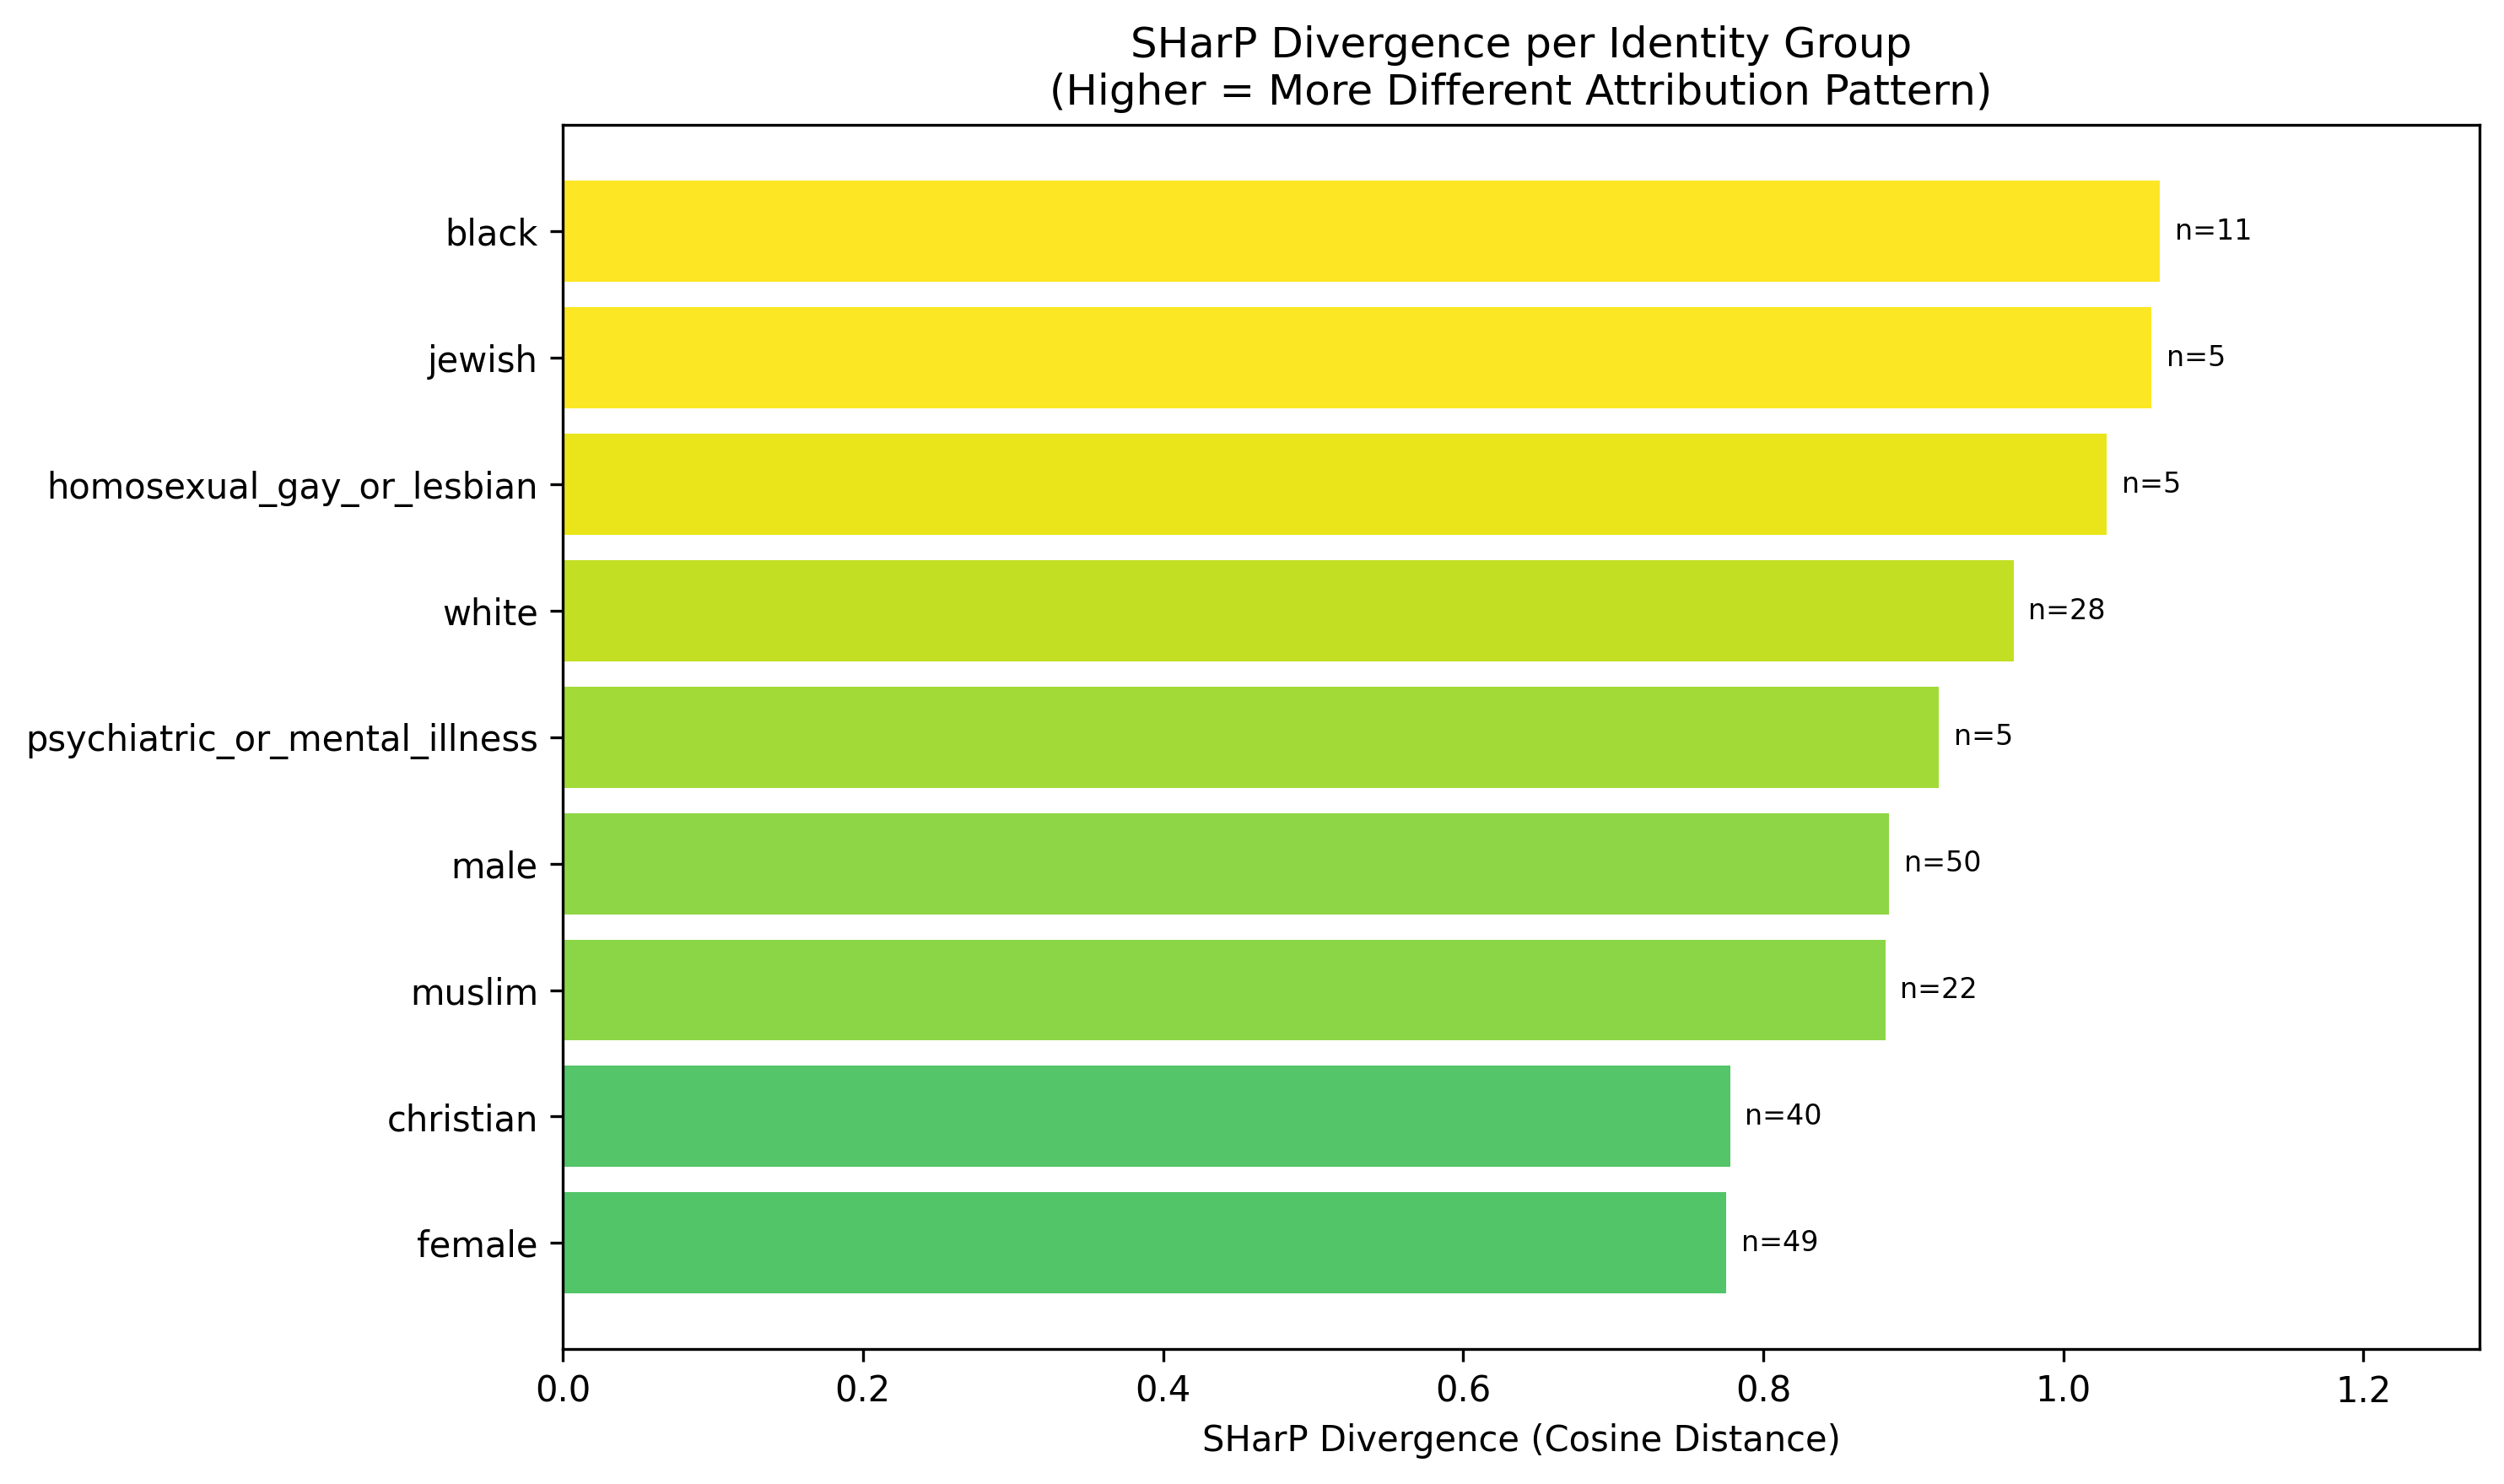 SHarP Divergence per Identity Group
(Higher = More Different Attribution Pattern)
black
n=11
jewish
n=5
homosexual_gay_or_lesbian
n=5
white
n=28
psychiatric_or_mental_illness
n=5
male
n=50
muslim
n=22
christian
n=40
female
n=49
0.0
0.2
0.4
0.6
0.8
1.0
1.2
SHarP Divergence (Cosine Distance)